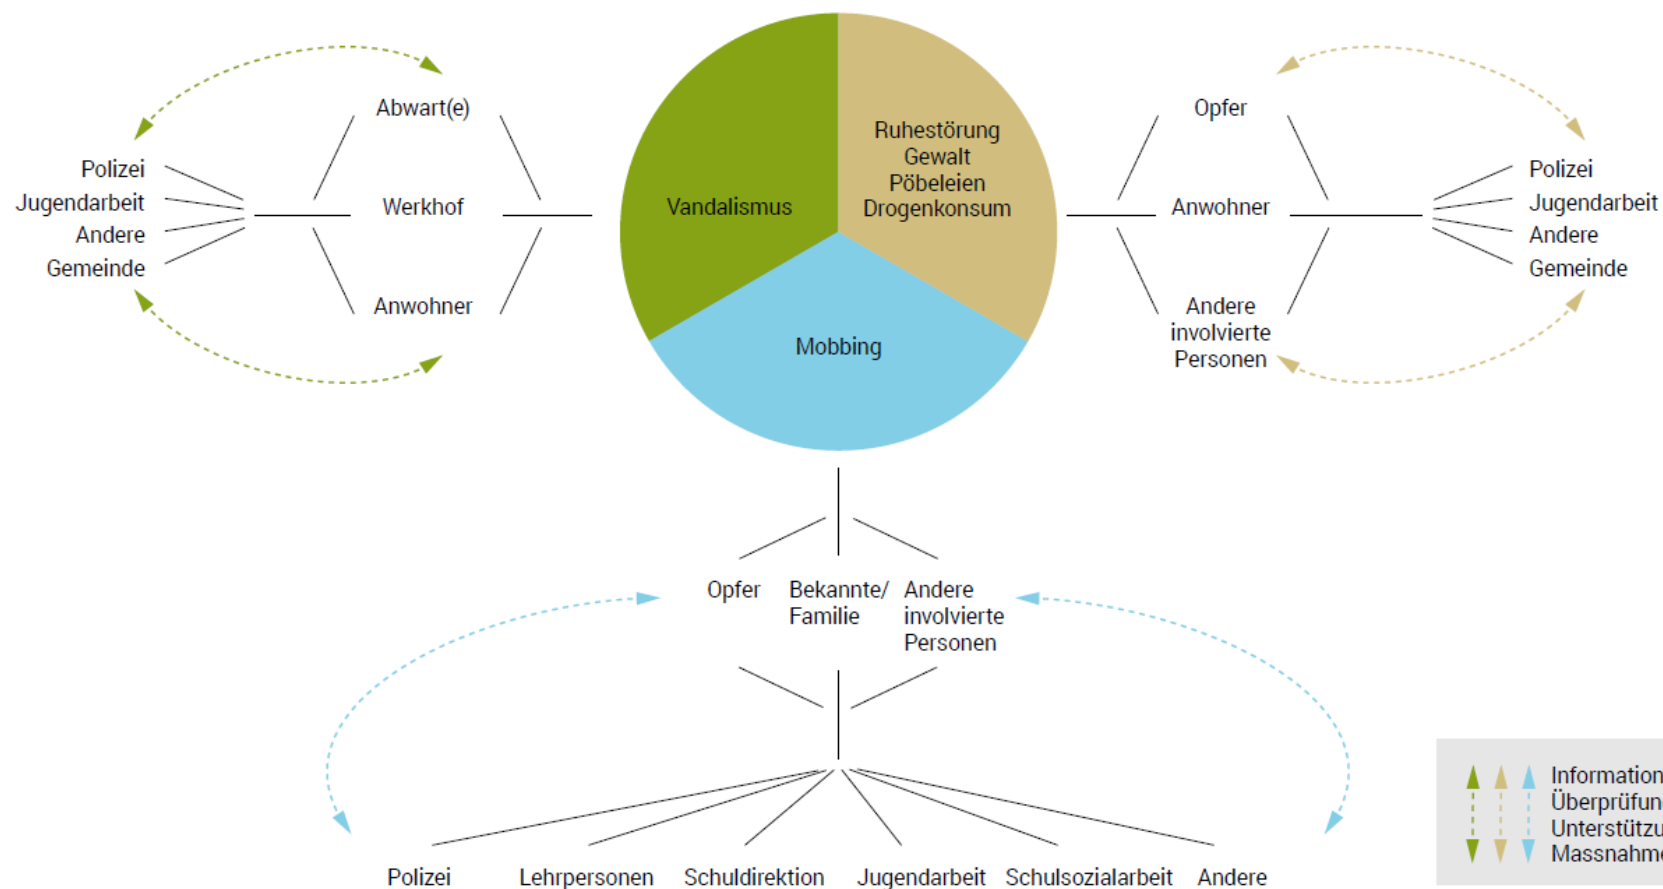 Abwart(e)
Polizei
Jugendarbeit
Andere
Gemeinde
Werkhof
Anwohner
Vandalismus
Ruhestörung
Gewalt
Pöbeleien
Drogenkonsum
Mobbing
Opfer
Anwohner
Andere
involvierte
Personen
Polizei
Jugendarbeit
Andere
Gemeinde
Opfer
Bekannte/
Familie
Andere
involvierte
Personen
Polizei
Lehrpersonen
Schuldirektion
Jugendarbeit
Schulsozialarbeit
Andere
Information